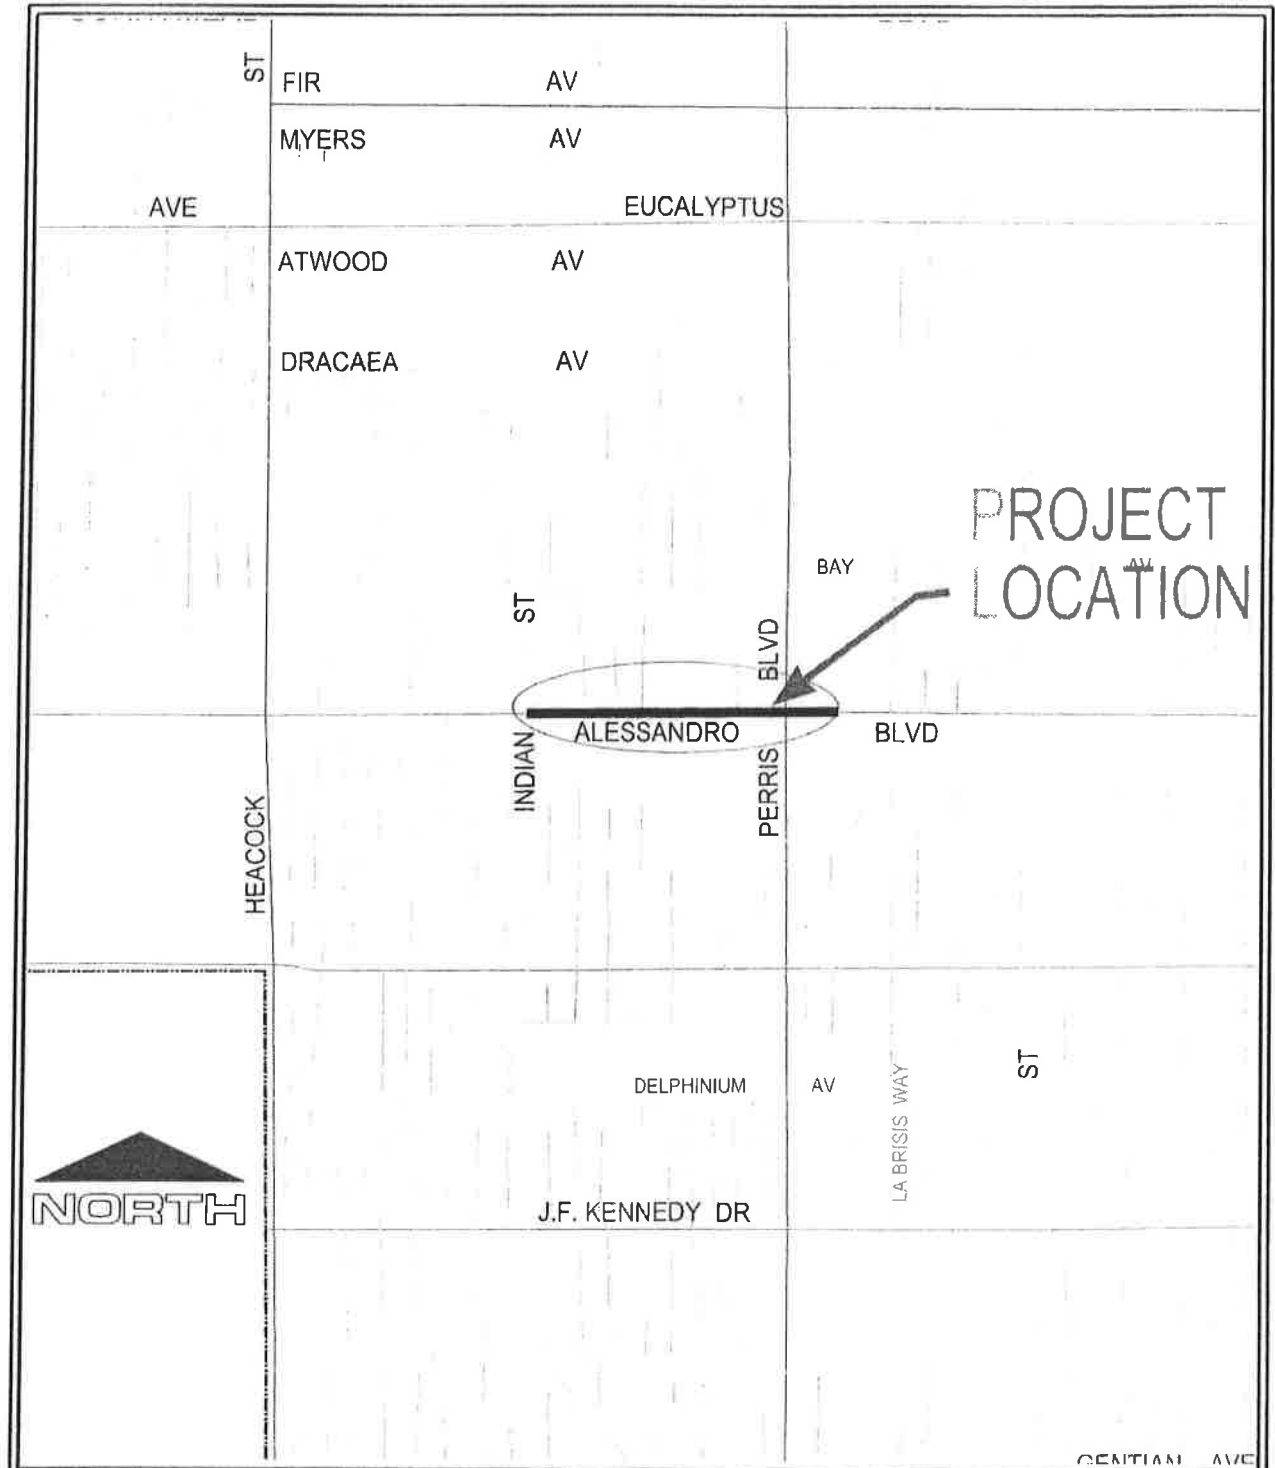 ST
FIR AV
MYERS AV
AVE EUCALYPTUS
ATWOOD AV
DRACAEA AV
PROJECT
LOCATION
BAY AV
ST
BLVD
ALESSANDRO BLVD
INDIAN
PERRIS
HEACOCK
ST
DELPHINIUM AV
LA BRISIS WAY
NORTH
J.F. KENNEDY DR
GENTIAN AVE